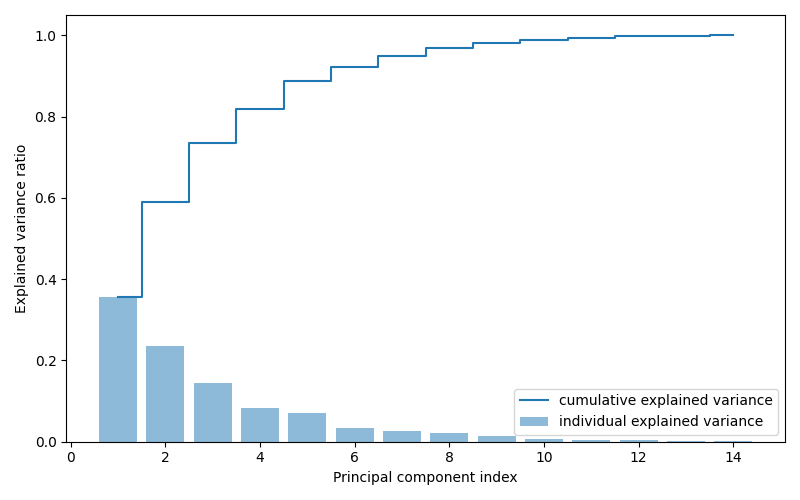 1.0
0.8
0.6
0.4
0.2
0.0
Explained variance ratio
cumulative explained variance
individual explained variance
0 2 4 6 8 10 12 14
Principal component index